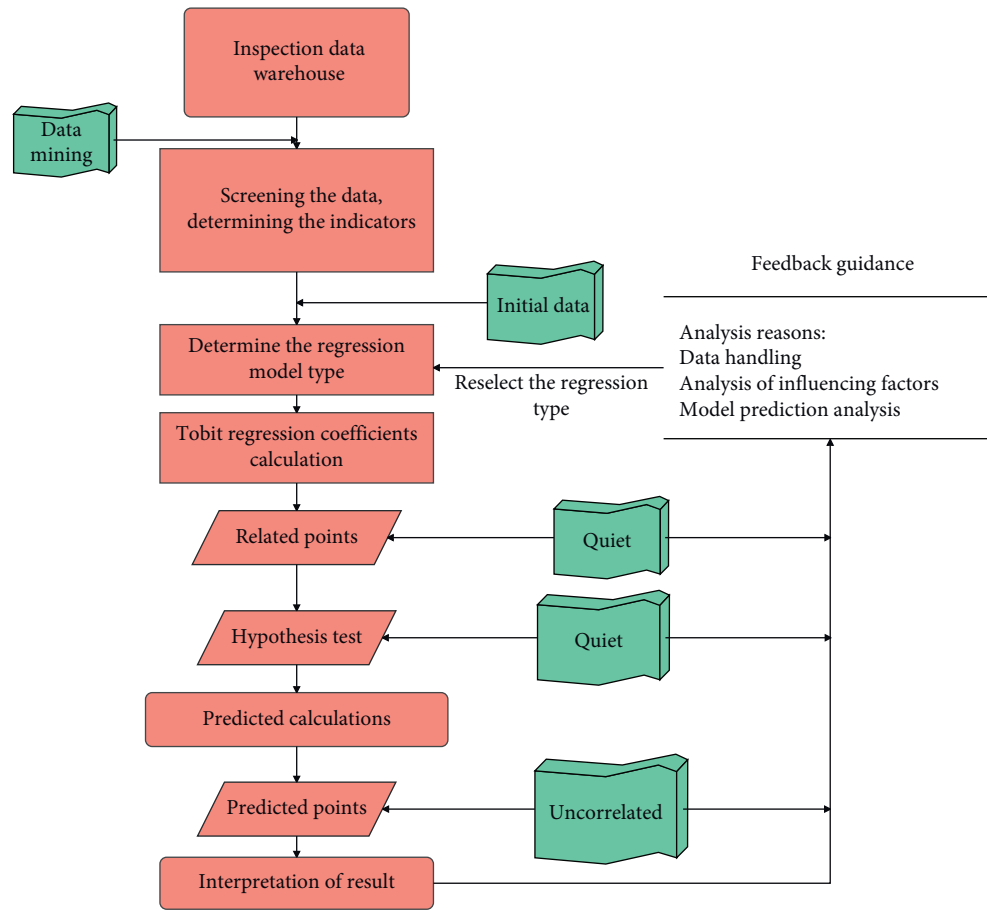 Inspection data
warehouse
Data
mining
Screening the data,
determining the indicators
Feedback guidance
Initial data
Analysis reasons:
Data handling
Analysis of influencing factors
Model prediction analysis
Determine the regression
model type
Reselect the regression
type
Tobit regression coefficients
calculation
Related points
Quiet
Hypothesis test
Quiet
Predicted calculations
Predicted points
Uncorrelated
Interpretation of result